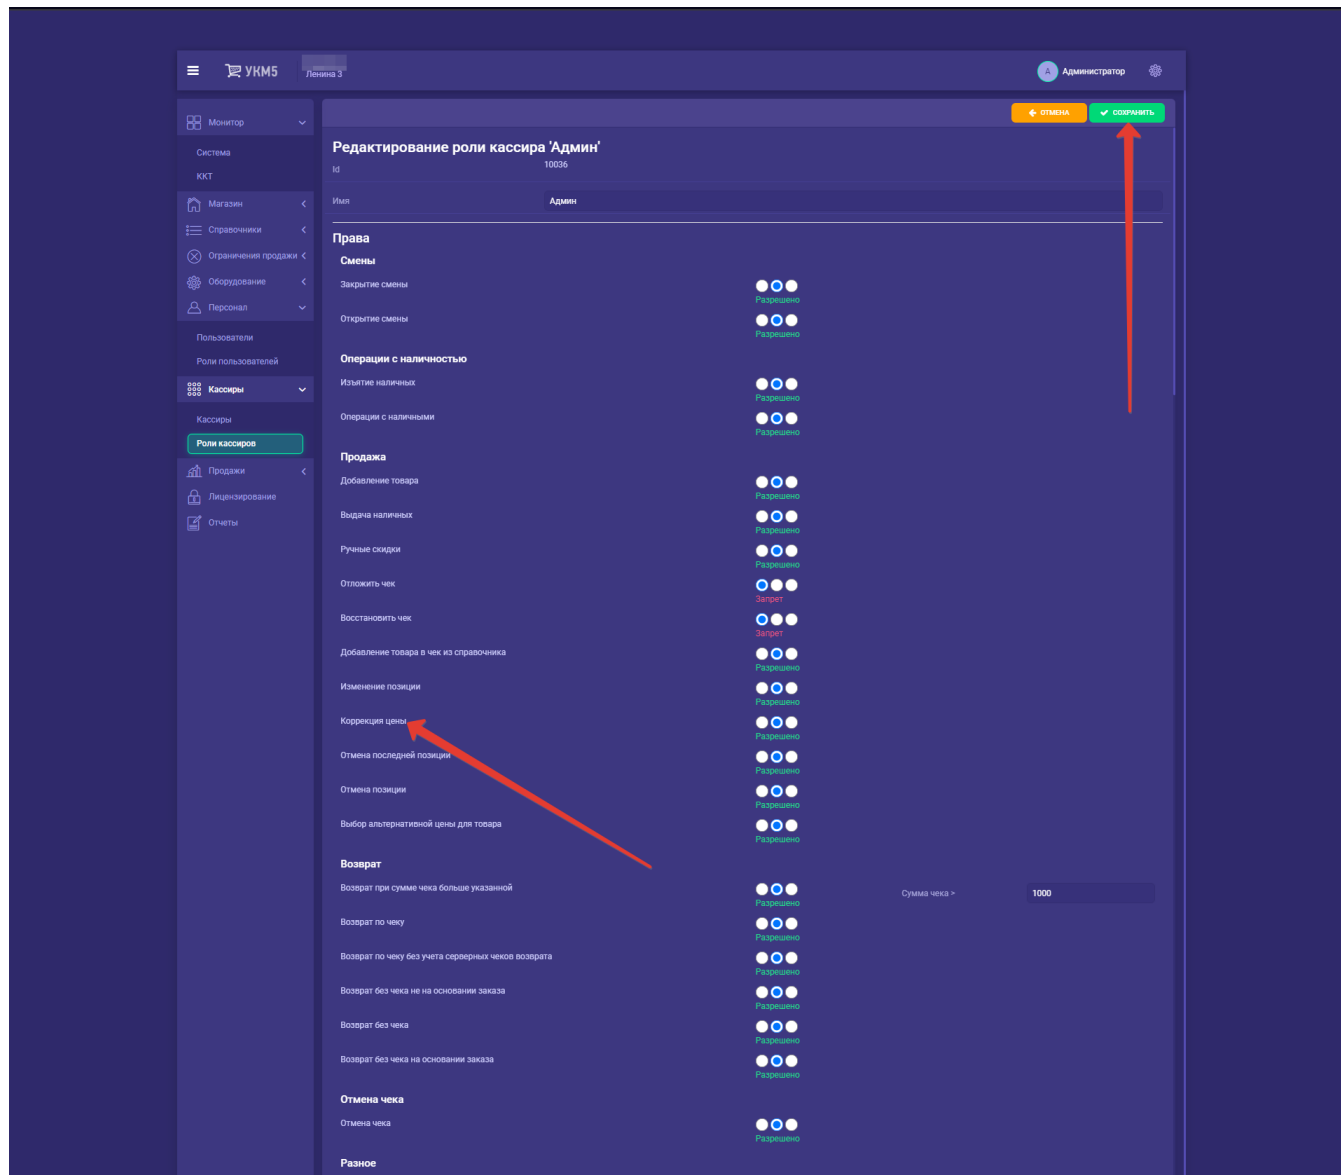 УКМ5
Ленина 3
А
Администратор
Монитор
Система
ККТ
Магазин
Справочники
Ограничения продажи
Оборудование
Персонал
Пользователи
Роли пользователей
Кассиры
Кассиры
Роли кассиров
Продажи
Лицензирование
Отчеты
ОТМЕНА
СОХРАНИТЬ
Редактирование роли кассира 'Админ'
Id 10036
Имя Админ
Права
Смены
Закрытие смены
Разрешено
Открытие смены
Разрешено
Операции с наличностью
Изъятие наличных
Разрешено
Операции с наличными
Разрешено
Продажа
Добавление товара
Разрешено
Выдача наличных
Разрешено
Ручные скидки
Разрешено
Отложить чек
Запрет
Восстановить чек
Запрет
Добавление товара в чек из справочника
Разрешено
Изменение позиции
Разрешено
Коррекция цены
Разрешено
Отмена последней позиции
Разрешено
Отмена позиции
Разрешено
Выбор альтернативной цены для товара
Разрешено
Возврат
Возврат при сумме чека больше указанной
Разрешено
Сумма чека > 1000
Возврат по чеку
Разрешено
Возврат по чеку без учета серверных чеков возврата
Разрешено
Возврат без чека не на основании заказа
Разрешено
Возврат без чека
Разрешено
Возврат без чека на основании заказа
Разрешено
Отмена чека
Отмена чека
Разрешено
Разное